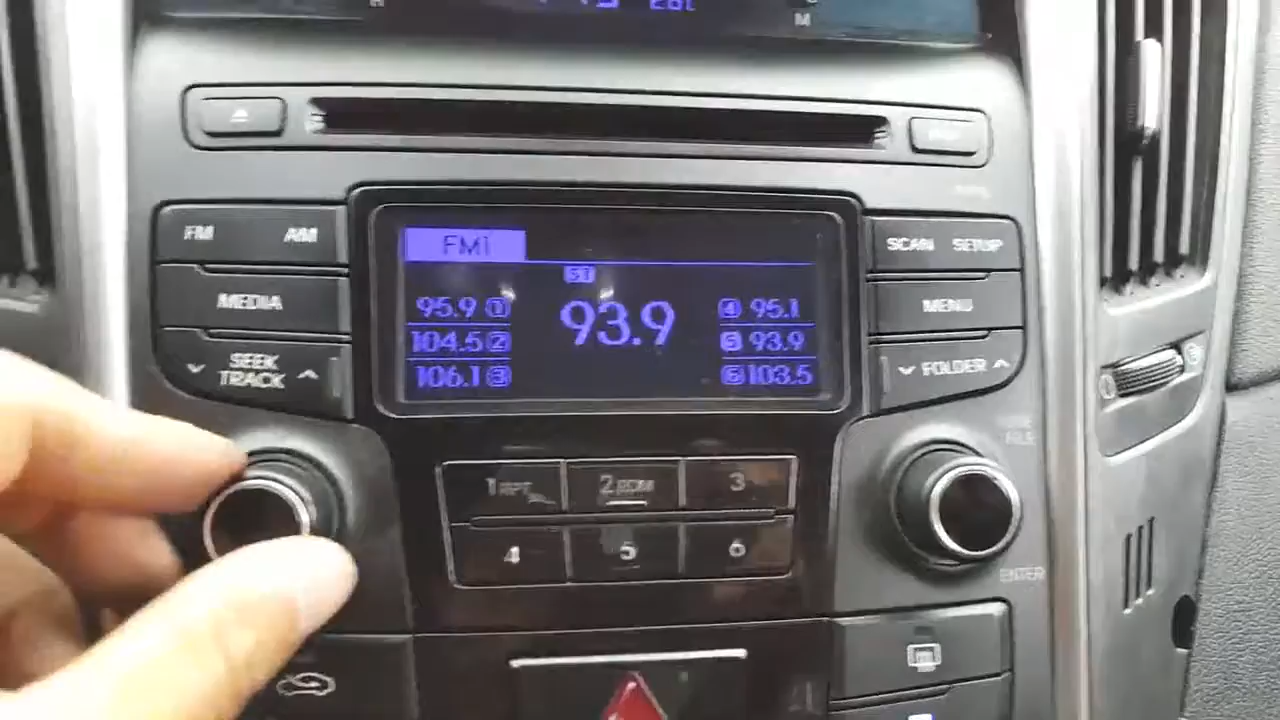 H
M
FM AM
MEDIA
SEEK
TRACK
FM1
ST
93.9
95.9 1
104.5 2
106.1 3
4 95.1
5 93.9
6 103.5
SCAN SETUP
MENU
FOLDER
FILE
ENTER
1 RPT
2 RDM
3
4
5
6